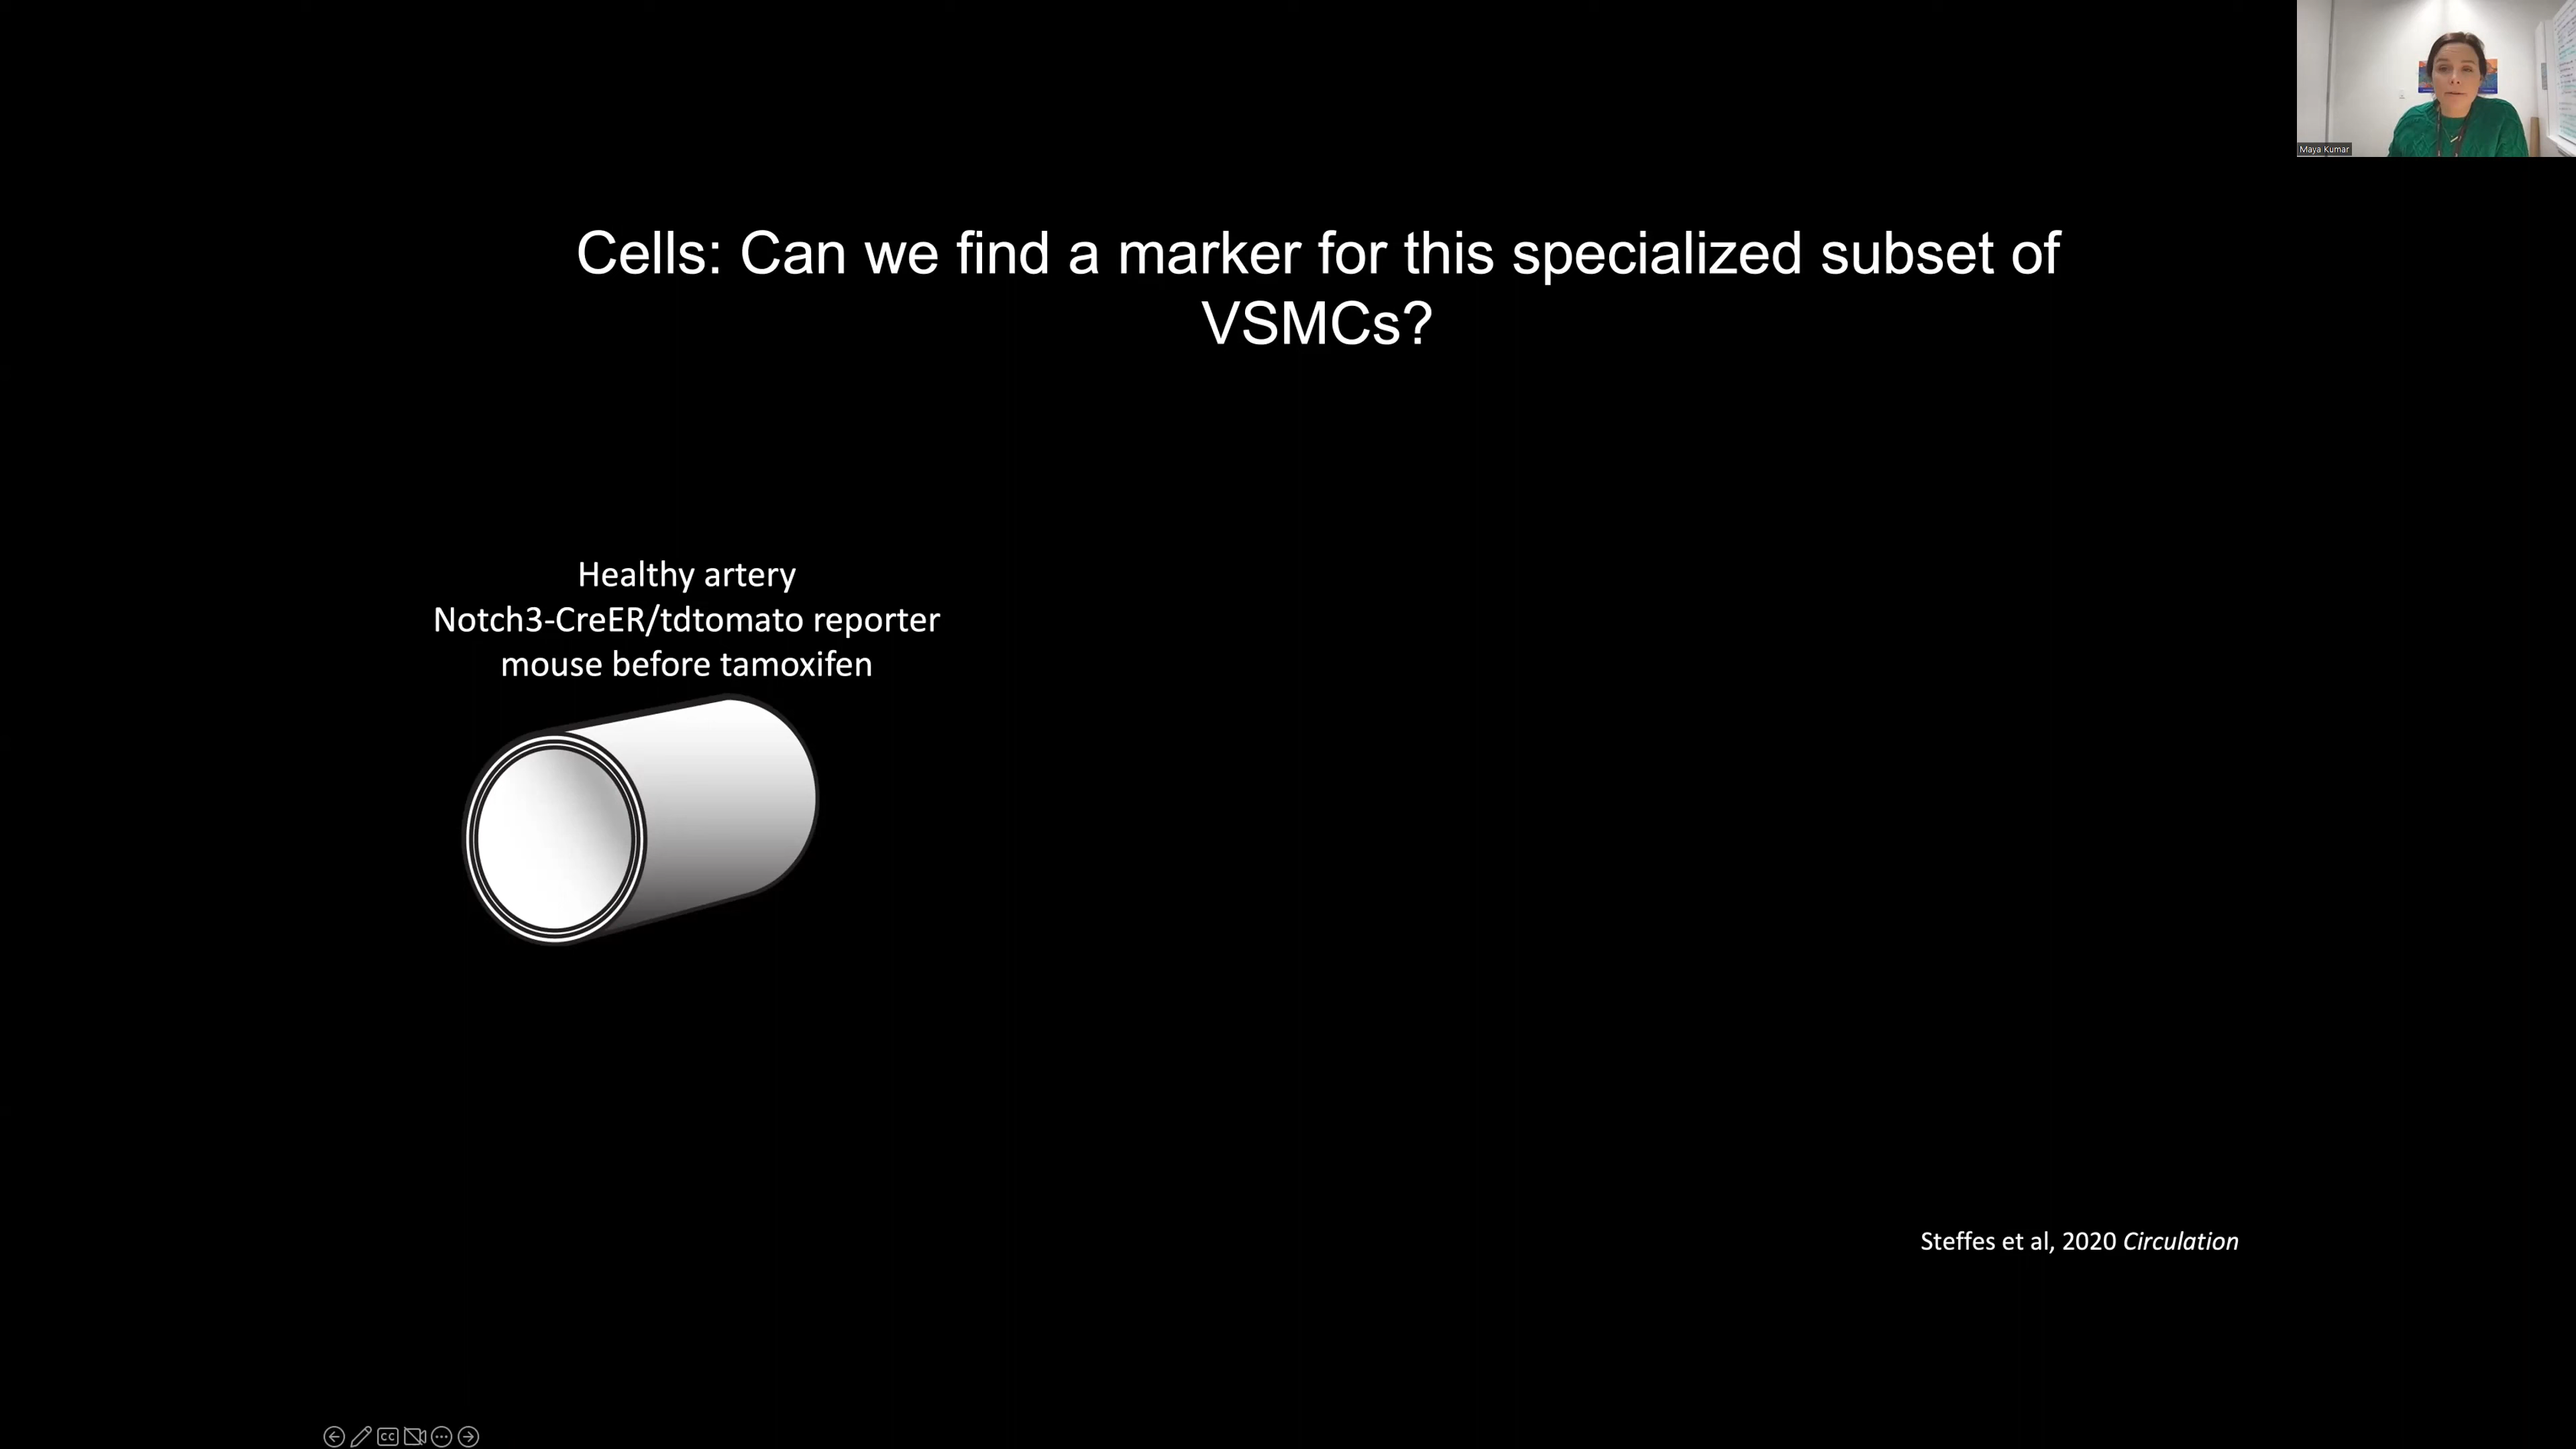 Maya Kumar
Cells: Can we find a marker for this specialized subset of
VSMCs?
Healthy artery
Notch3-CreER/tdtomato reporter
mouse before tamoxifen
Steffes et al, 2020 Circulation
CC